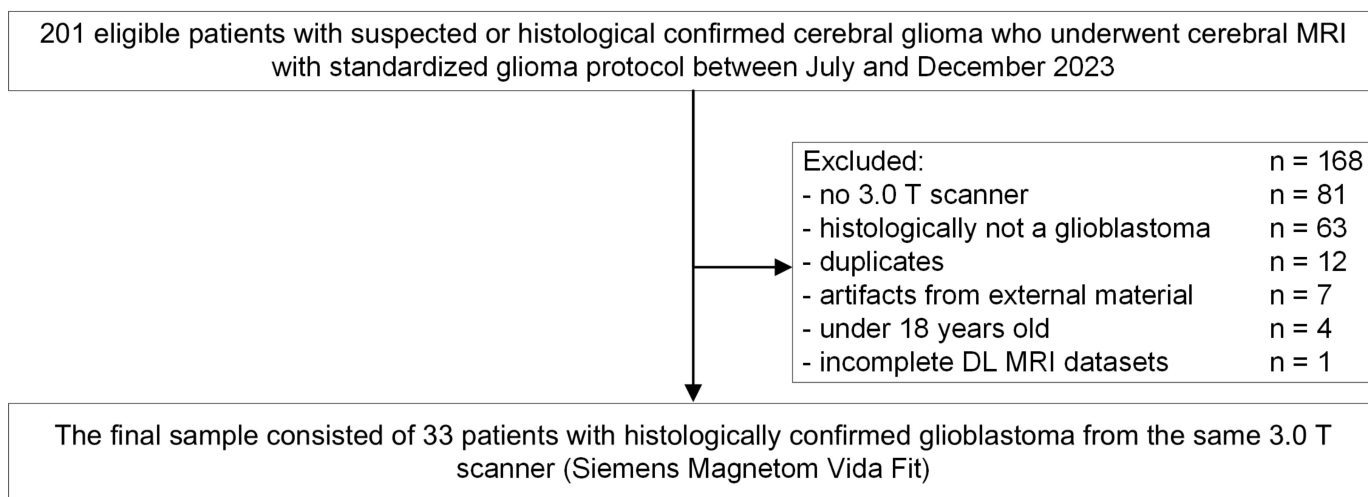 201 eligible patients with suspected or histological confirmed cerebral glioma who underwent cerebral MRI
with standardized glioma protocol between July and December 2023
Excluded: n = 168
- no 3.0 T scanner n = 81
- histologically not a glioblastoma n = 63
- duplicates n = 12
- artifacts from external material n = 7
- under 18 years old n = 4
- incomplete DL MRI datasets n = 1
The final sample consisted of 33 patients with histologically confirmed glioblastoma from the same 3.0 T
scanner (Siemens Magnetom Vida Fit)